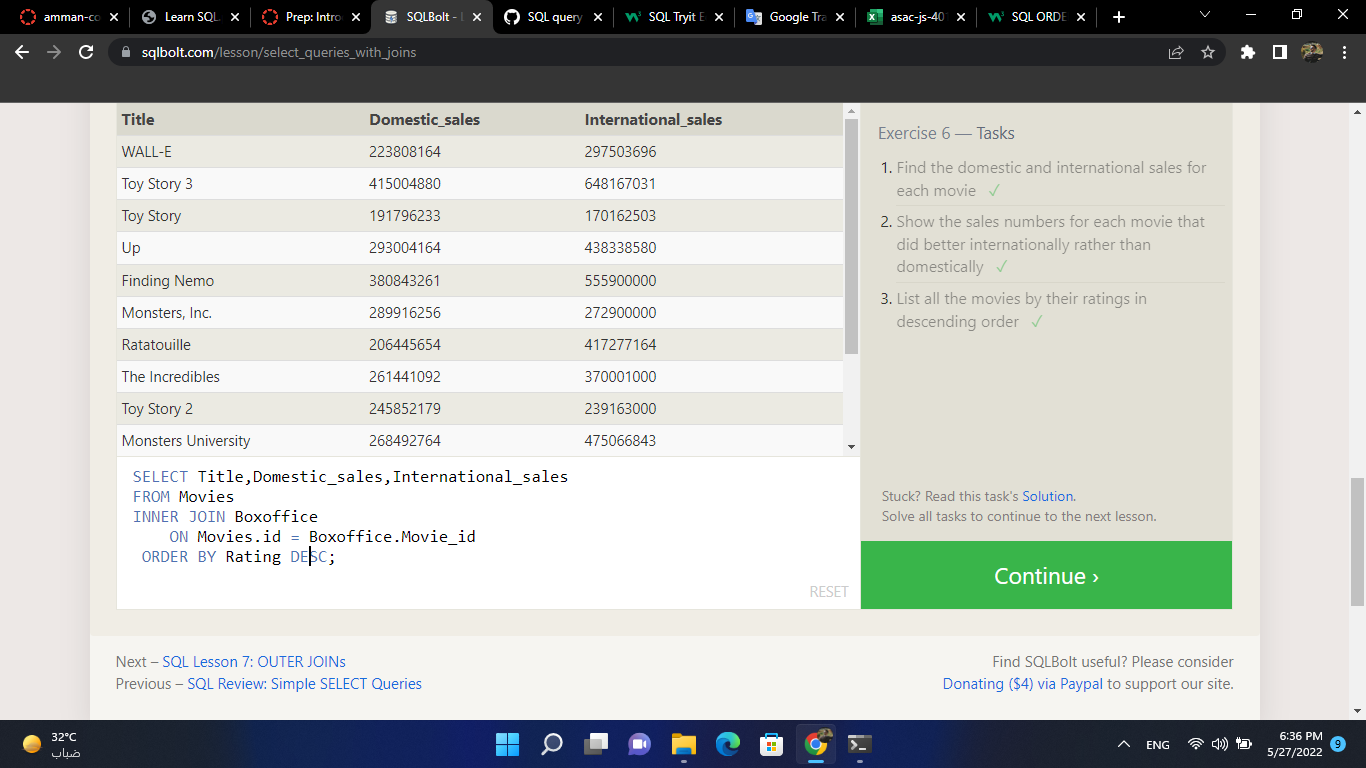 amman-co
Learn SQL
Prep: Intro
SQLBolt - L
SQL query
SQL Tryit E
Google Tra
asac-js-40
SQL ORDE
sqlbolt.com/lesson/select_queries_with_joins
Title Domestic_sales International_sales
WALL-E 223808164 297503696
Toy Story 3 415004880 648167031
Toy Story 191796233 170162503
Up 293004164 438338580
Finding Nemo 380843261 555900000
Monsters, Inc. 289916256 272900000
Ratatouille 206445654 417277164
The Incredibles 261441092 370001000
Toy Story 2 245852179 239163000
Monsters University 268492764 475066843
SELECT Title,Domestic_sales,International_sales
FROM Movies
INNER JOIN Boxoffice
ON Movies.id = Boxoffice.Movie_id
ORDER BY Rating DESC;
RESET
Exercise 6 — Tasks
1. Find the domestic and international sales for
each movie ✓
2. Show the sales numbers for each movie that
did better internationally rather than
domestically ✓
3. List all the movies by their ratings in
descending order ✓
Stuck? Read this task's Solution.
Solve all tasks to continue to the next lesson.
Continue ›
Next – SQL Lesson 7: OUTER JOINs
Previous – SQL Review: Simple SELECT Queries
Find SQLBolt useful? Please consider
Donating ($4) via Paypal to support our site.
32°C
ضباب
ENG
6:36 PM
5/27/2022
9